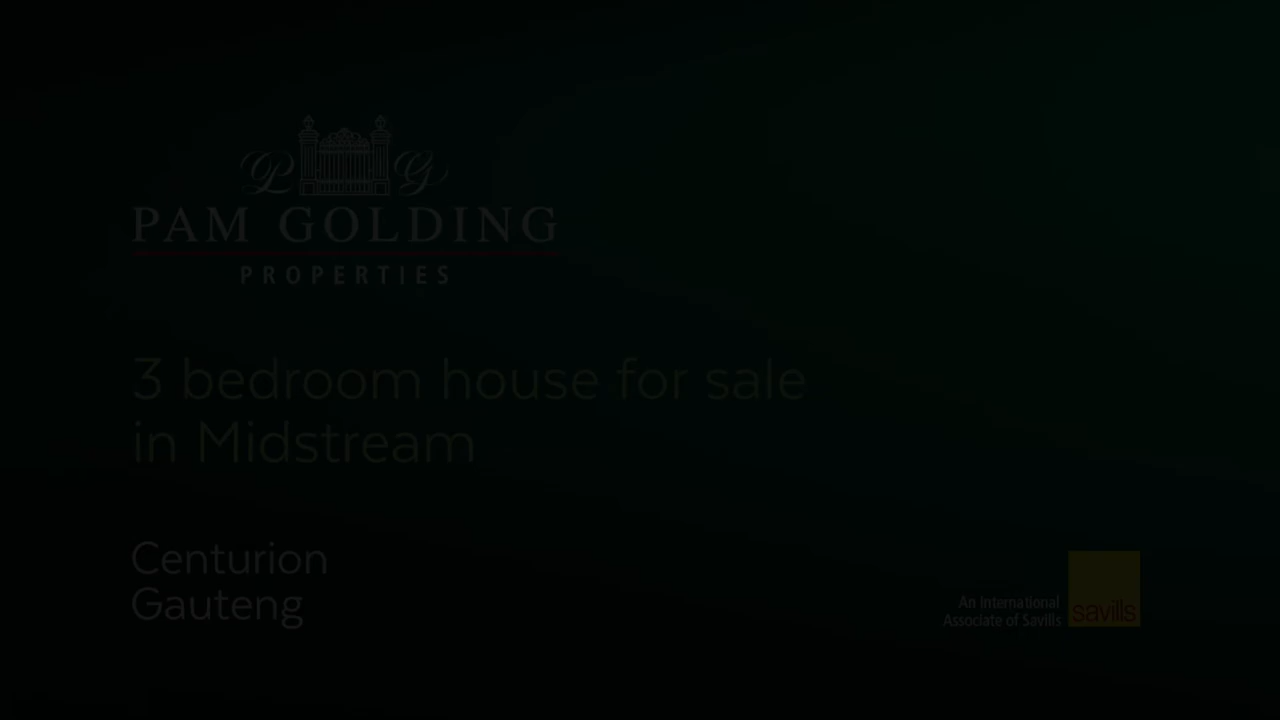 P G
PAM GOLDING
PROPERTIES
3 bedroom house for sale
in Midstream
Centurion
Gauteng
An International
Associate of Savills
savills